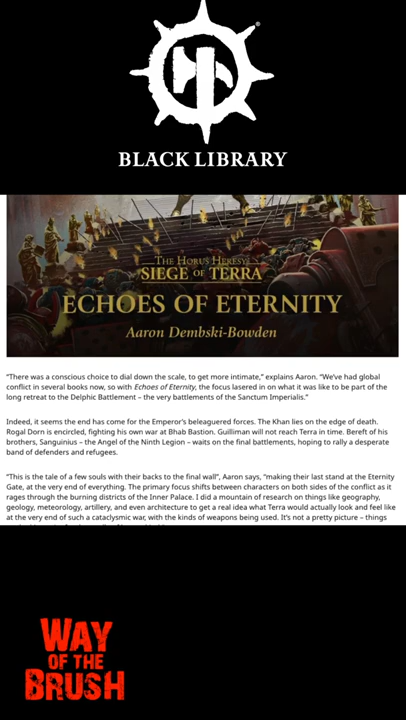 BLACK LIBRARY
THE HORUS HERESY
SIEGE OF TERRA
ECHOES OF ETERNITY
Aaron Dembski-Bowden
“There was a conscious choice to dial down the scale, to get more intimate,” explains Aaron. “We’ve had global
conflict in several books now, so with Echoes of Eternity, the focus lasered in on what it was like to be part of the
long retreat to the Delphic Battlement – the very battlements of the Sanctum Imperialis.”
Indeed, it seems the end has come for the Emperor’s beleaguered forces. The Khan lies on the edge of death.
Rogal Dorn is encircled, fighting his own war at Bhab Bastion. Guilliman will not reach Terra in time. Bereft of his
brothers, Sanguinius – the Angel of the Ninth Legion – waits on the final battlements, hoping to rally a desperate
band of defenders and refugees.
“This is the tale of a few souls with their backs to the final wall”, Aaron says, “making their last stand at the Eternity
Gate, at the very end of everything. The primary focus shifts between characters on both sides of the conflict as it
rages through the burning districts of the Inner Palace. I did a mountain of research on things like geography,
geology, meteorology, artillery, and even architecture to get a real idea what Terra would actually look and feel like
at the very end of such a cataclysmic war, with the kinds of weapons being used. It’s not a pretty picture – things
WAY
OF THE
BRUSH